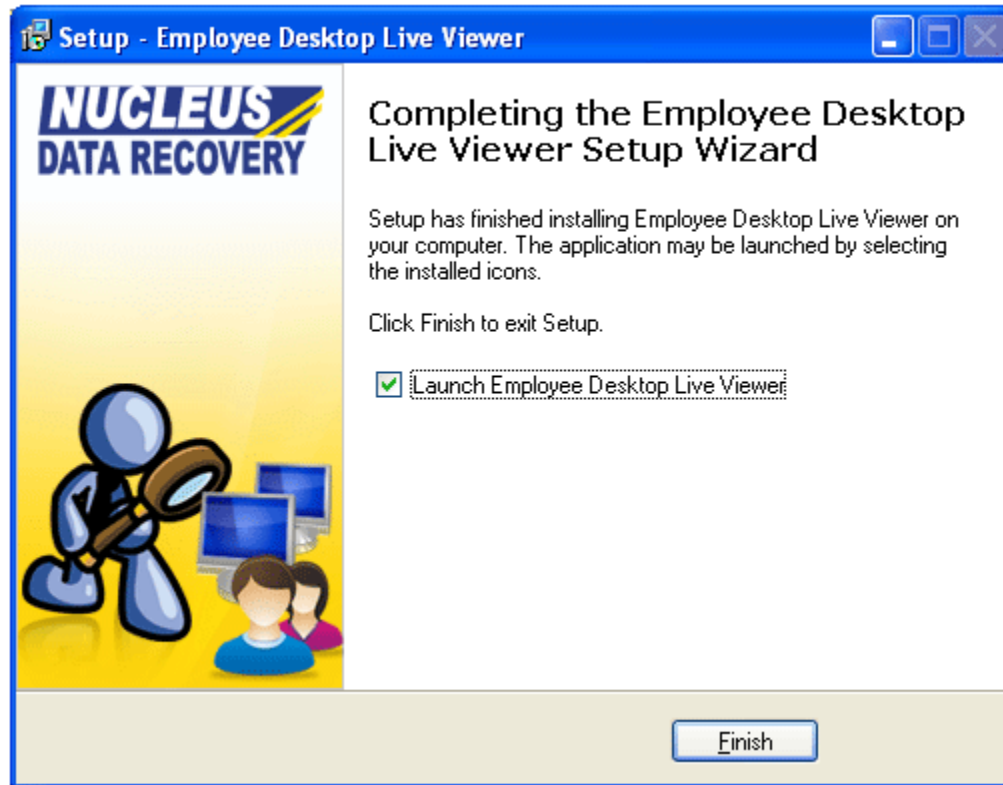 Setup - Employee Desktop Live Viewer
NUCLEUS
DATA RECOVERY
Completing the Employee Desktop
Live Viewer Setup Wizard
Setup has finished installing Employee Desktop Live Viewer on
your computer. The application may be launched by selecting
the installed icons.
Click Finish to exit Setup.
Launch Employee Desktop Live Viewer
Finish